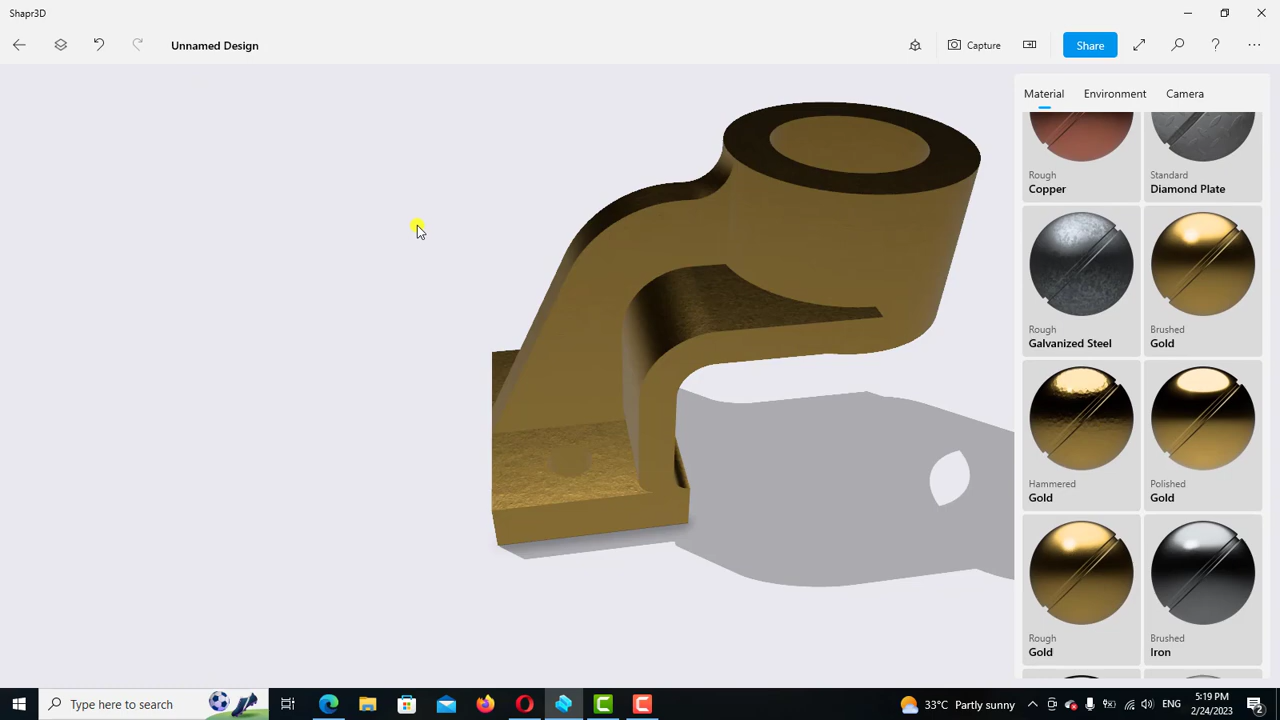 Shapr3D
Unnamed Design
Capture
Share
Material Environment Camera
Rough
Copper
Standard
Diamond Plate
Rough
Galvanized Steel
Brushed
Gold
Hammered
Gold
Polished
Gold
Rough
Gold
Brushed
Iron
Type here to search
33°C Partly sunny
ENG
5:19 PM
2/24/2023
2